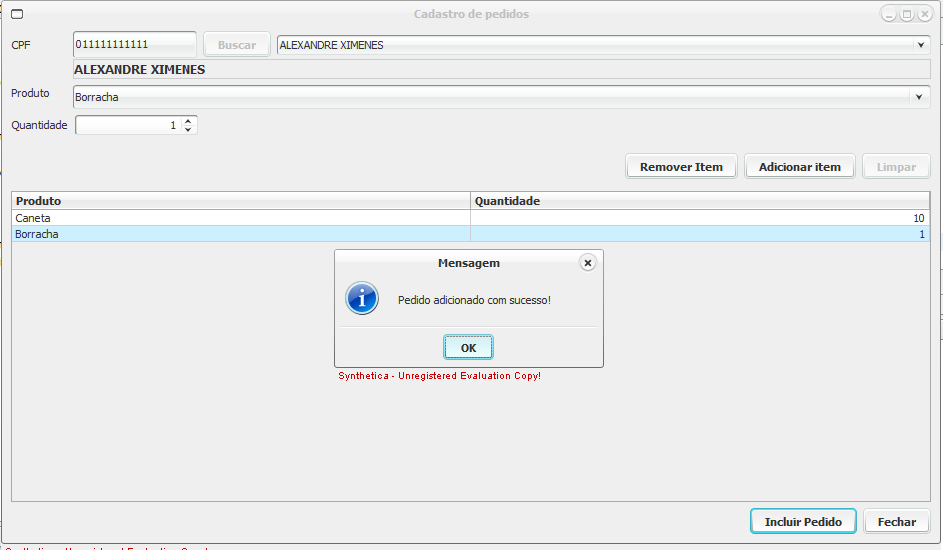 Cadastro de pedidos
CPF 011111111111 Buscar ALEXANDRE XIMENES
ALEXANDRE XIMENES
Produto Borracha
Quantidade 1
Remover Item Adicionar item Limpar
Produto Quantidade
Caneta 10
Borracha 1
Mensagem
Pedido adicionado com sucesso!
OK
Synthetica - Unregistered Evaluation Copy!
Incluir Pedido Fechar